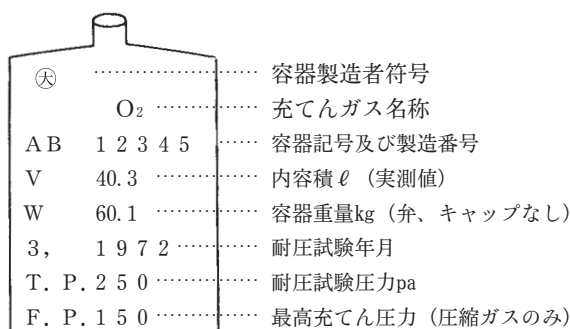 ㊛大 容器製造者符号
O₂ 充てんガス名称
AB 12345 容器記号及び製造番号
V 40.3 内容積ℓ（実測値）
W 60.1 容器重量kg（弁、キャップなし）
3, 1972 耐圧試験年月
T. P. 250 耐圧試験圧力pa
F. P. 150 最高充てん圧力（圧縮ガスのみ）